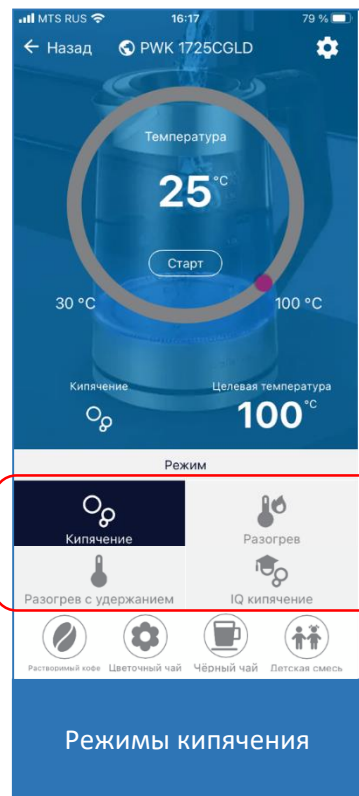 MTS RUS 16:17 79 %
Назад PWK 1725CGLD
Температура
25 °C
Старт
30 °C 100 °C
Кипячение Целевая температура
100 °C
Режим
Кипячение Разогрев
Разогрев с удержанием IQ кипячение
Растворимый кофе Цветочный чай Чёрный чай Детская смесь
Режимы кипячения